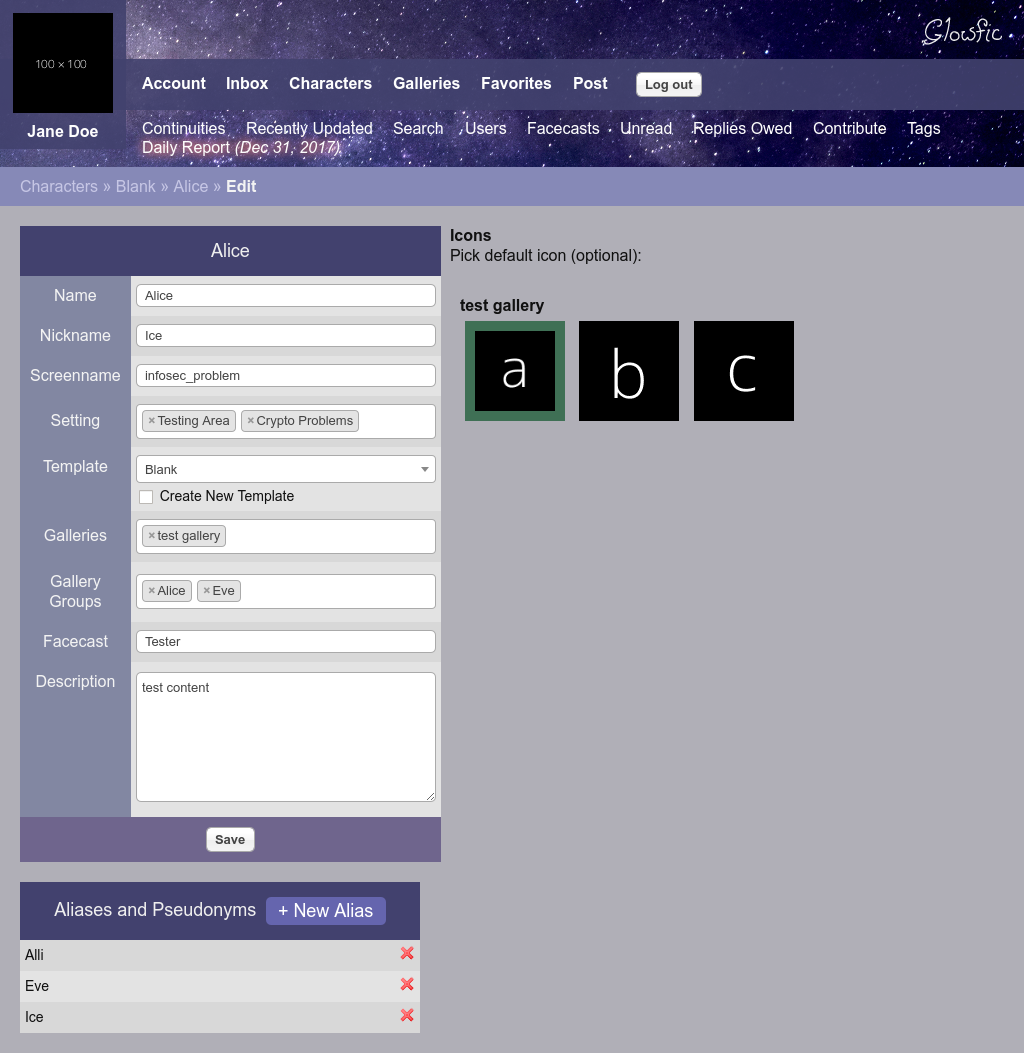 100 × 100
Glowfic
Account Inbox Characters Galleries Favorites Post Log out
Jane Doe
Continuities Recently Updated Search Users Facecasts Unread Replies Owed Contribute Tags
Daily Report (Dec 31, 2017)
Characters » Blank » Alice » Edit
Alice
Name Alice
Nickname Ice
Screenname infosec_problem
Setting ×Testing Area ×Crypto Problems
Template Blank
Create New Template
Galleries ×test gallery
Gallery
Groups
×Alice ×Eve
Facecast Tester
Description test content
Save
Icons
Pick default icon (optional):
test gallery
a b c
Aliases and Pseudonyms + New Alias
Alli
Eve
Ice